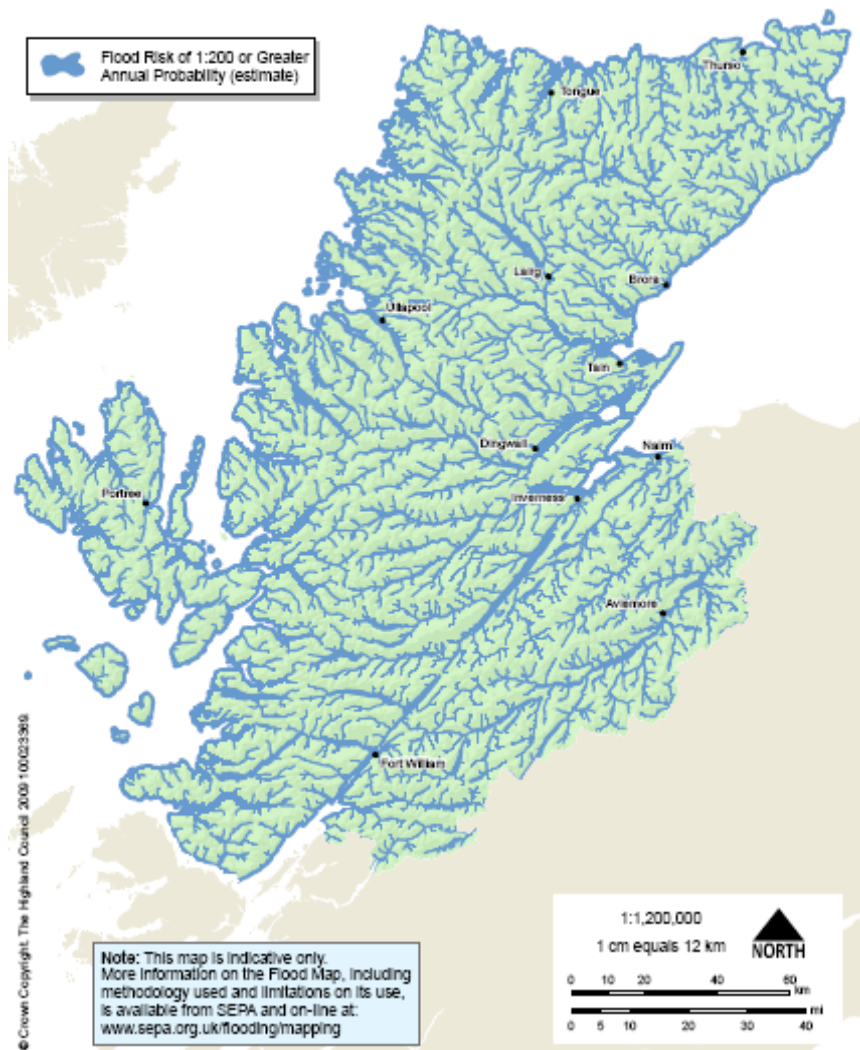 Flood Risk of 1:200 or Greater
Annual Probability (estimate)
Thurso
Tongue
Lairg
Brora
Ullapool
Tain
Dingwall
Nairn
Portree
Inverness
Aviemore
Fort William
© Crown Copyright. The Highland Council 2009 100023369.
Note: This map is indicative only.
More information on the Flood Map, including
methodology used and limitations on its use,
is available from SEPA and on-line at:
www.sepa.org.uk/flooding/mapping
1:1,200,000
1 cm equals 12 km
NORTH
0 10 20 40 60
km
mi
0 5 10 20 30 40